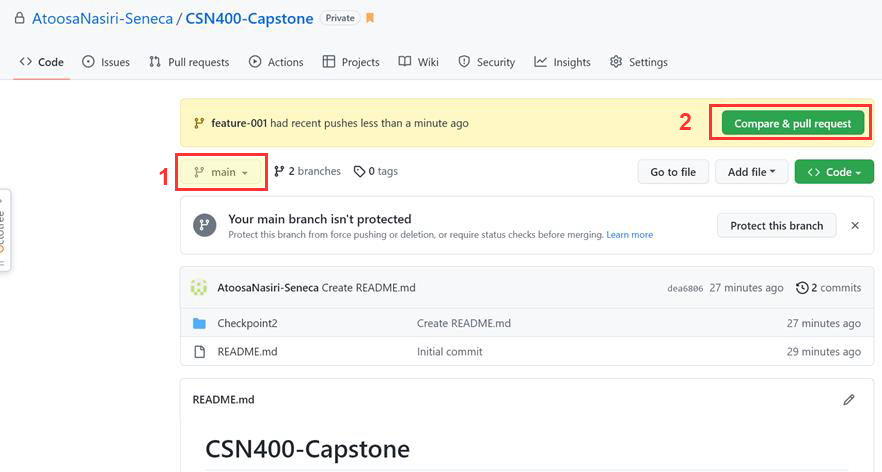 AtoosaNasiri-Seneca / CSN400-Capstone Private
Code Issues Pull requests Actions Projects Wiki Security Insights Settings
feature-001 had recent pushes less than a minute ago 2 Compare & pull request
1 main 2 branches 0 tags Go to file Add file Code
Your main branch isn't protected
Protect this branch from force pushing or deletion, or require status checks before merging. Learn more
Protect this branch
AtoosaNasiri-Seneca Create README.md dea6806 27 minutes ago 2 commits
Checkpoint2 Create README.md 27 minutes ago
README.md Initial commit 29 minutes ago
README.md
CSN400-Capstone